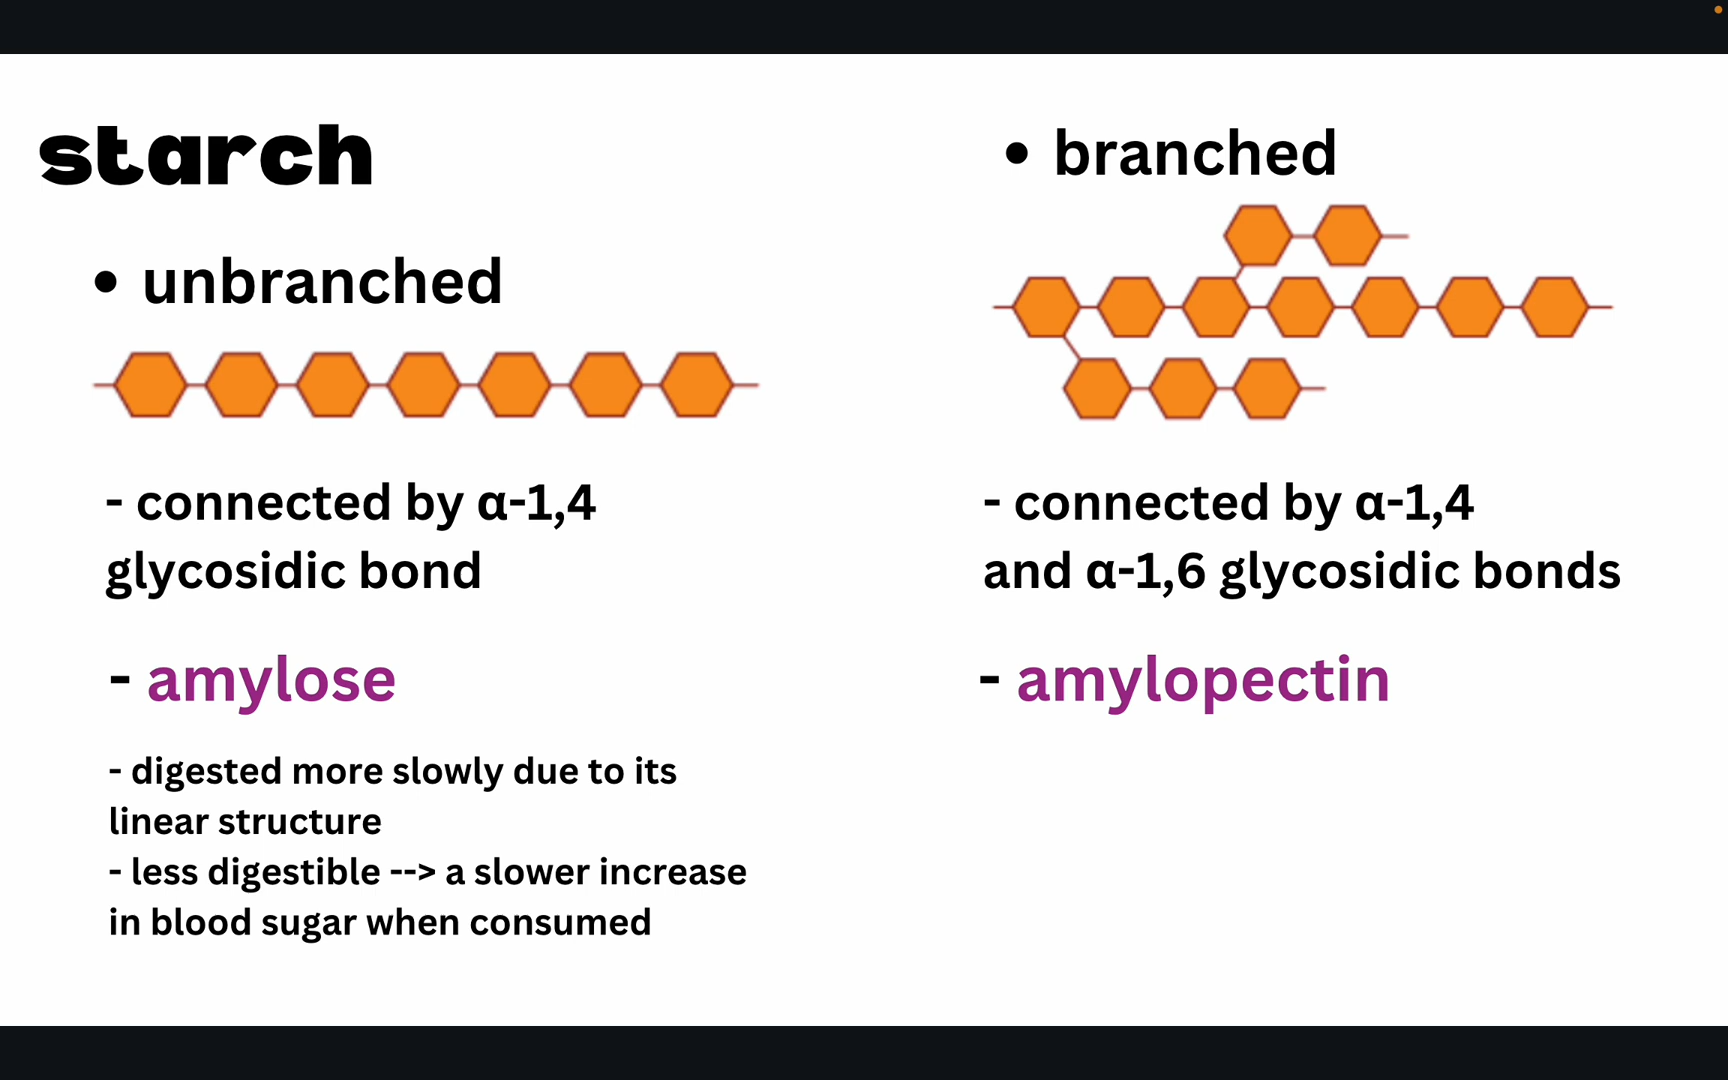 starch
• unbranched
- connected by α-1,4
glycosidic bond
- amylose
- digested more slowly due to its
linear structure
- less digestible --> a slower increase
in blood sugar when consumed
• branched
- connected by α-1,4
and α-1,6 glycosidic bonds
- amylopectin